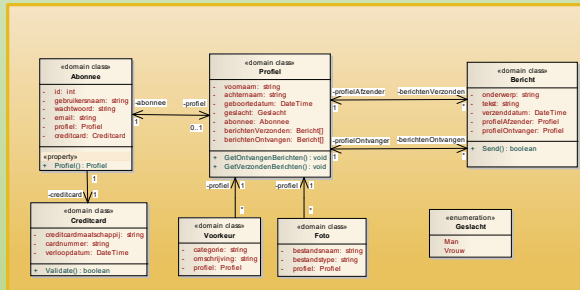 «domain class»
Abonnee
- id: int
- gebruikersnaam: string
- wachtwoord: string
- email: string
- profiel: Profiel
- creditcard: Creditcard
«property»
+ Profiel() : Profiel
«domain class»
Profiel
- voornaam: string
- achternaam: string
- geboortedatum: DateTime
- geslacht: Geslacht
- abonnee: Abonnee
- berichtenVerzonden: Bericht[]
- berichtenOntvangen: Bericht[]
+ GetOntvangenBerichten() : void
+ GetVerzondenBerichten() : void
«domain class»
Bericht
- onderwerp: string
- tekst: string
- verzenddatum: DateTime
- profielAfzender: Profiel
- profielOntvanger: Profiel
+ Send() : boolean
-abonnee
1
-profiel
0..1
-profielAfzender
1
-berichtenVerzonden
*
-profielOntvanger
1
-berichtenOntvangen
*
1
-creditcard
1
-profiel
1
*
-profiel
1
*
«domain class»
Creditcard
- creditcardmaatschappij: string
- cardnummer: string
- verloopdatum: DateTime
+ Validate() : boolean
«domain class»
Voorkeur
- categorie: string
- omschrijving: string
- profiel: Profiel
«domain class»
Foto
- bestandsnaam: string
- bestandstype: string
- profiel: Profiel
«enumeration»
Geslacht
Man
Vrouw